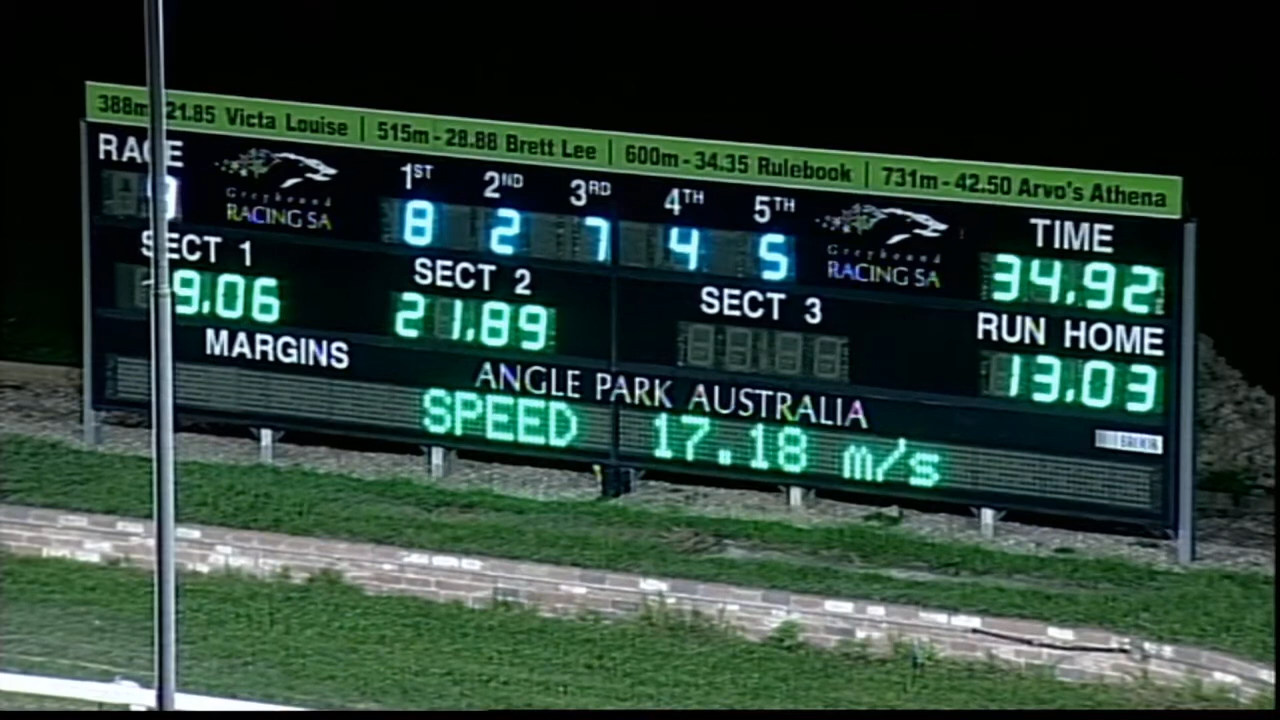 388m-21.85 Victa Louise | 515m-28.88 Brett Lee | 600m-34.35 Rulebook | 731m-42.50 Arvo's Athena
RACE
Greyhound
RACING SA
1ST 2ND 3RD 4TH 5TH
8 2 7 4 5
Greyhound
RACING SA
TIME
34.92
SECT 1
9.06
SECT 2
21.89
SECT 3
RUN HOME
13.03
MARGINS
ANGLE PARK AUSTRALIA
SPEED 17.18 m/s